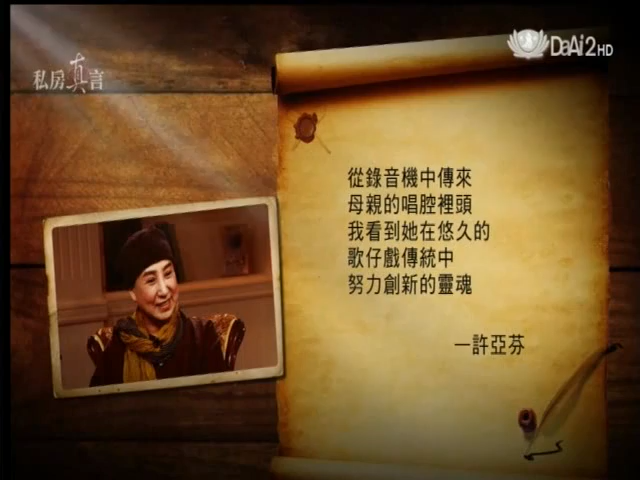 DaAi2HD
私房真言
從錄音機中傳來
母親的唱腔裡頭
我看到她在悠久的
歌仔戲傳統中
努力創新的靈魂
—許亞芬